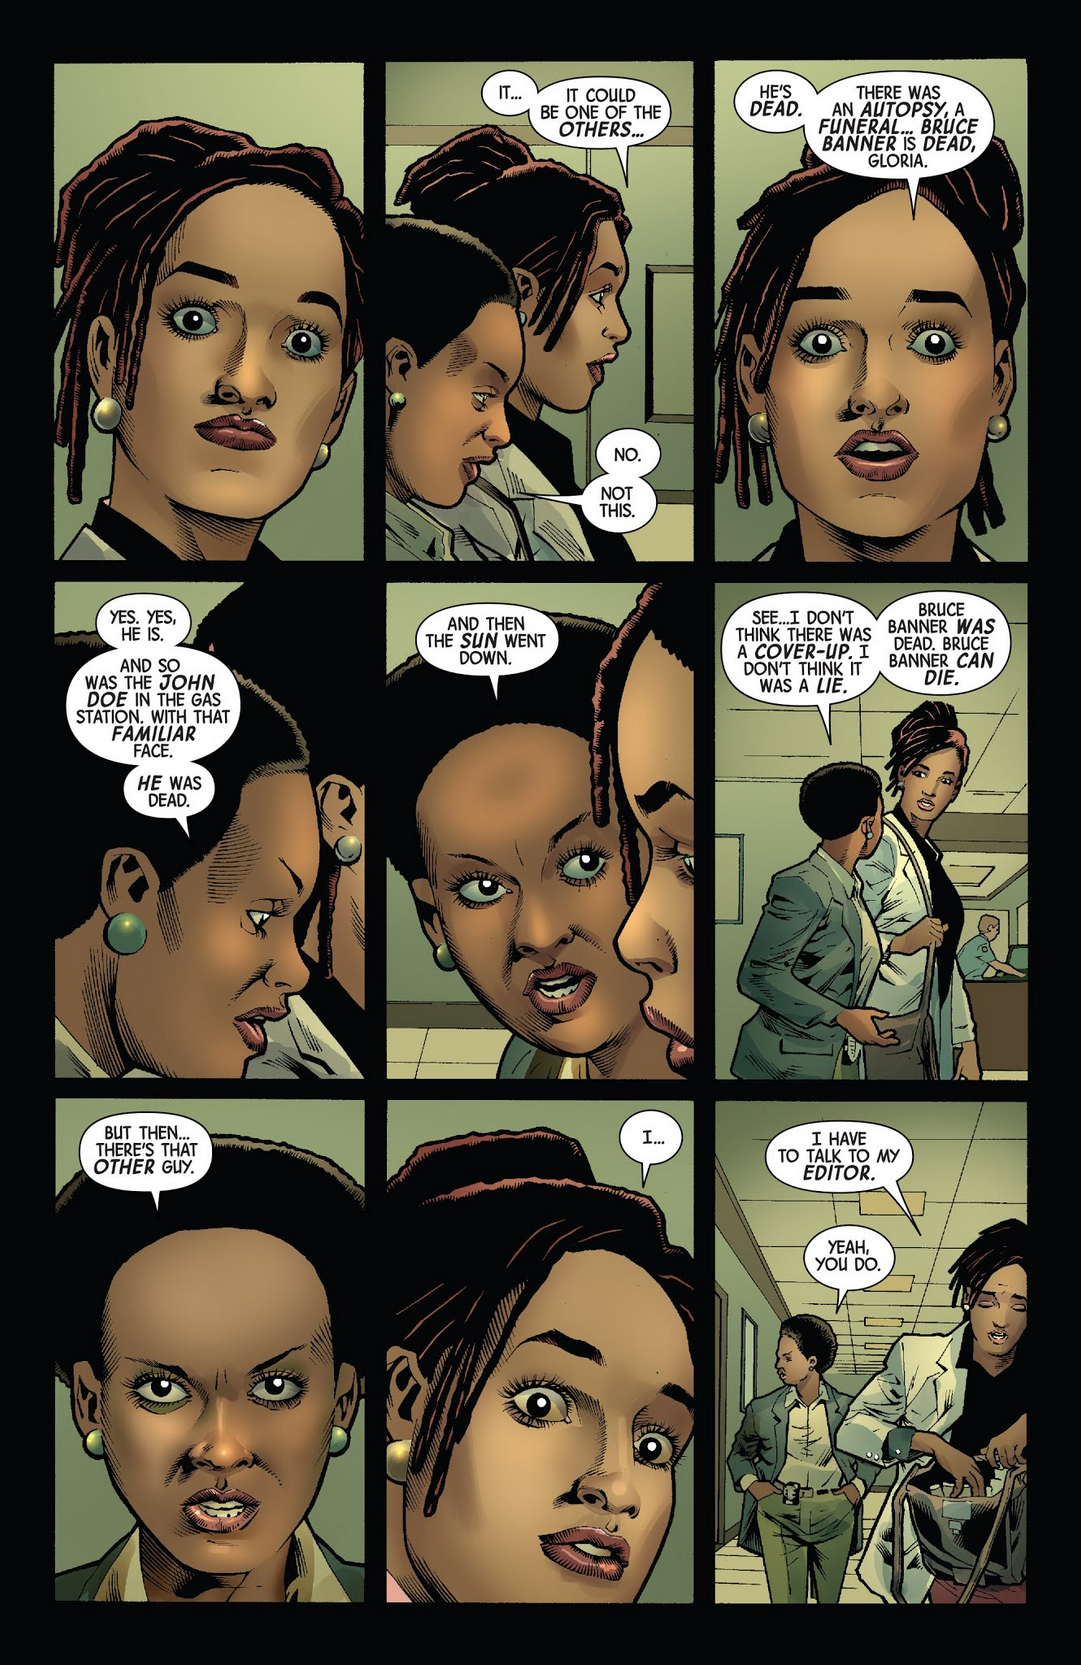 IT...
IT COULD
BE ONE OF THE
OTHERS...
NO.
NOT
THIS.
HE'S
DEAD.
THERE WAS
AN AUTOPSY, A
FUNERAL... BRUCE
BANNER IS DEAD,
GLORIA.
YES. YES,
HE IS.
AND SO
WAS THE JOHN
DOE IN THE GAS
STATION. WITH THAT
FAMILIAR
FACE.
HE WAS
DEAD.
AND THEN
THE SUN WENT
DOWN.
SEE...I DON'T
THINK THERE WAS
A COVER-UP. I
DON'T THINK IT
WAS A LIE.
BRUCE
BANNER WAS
DEAD. BRUCE
BANNER CAN
DIE.
BUT THEN...
THERE'S THAT
OTHER GUY.
I...
I HAVE
TO TALK TO MY
EDITOR.
YEAH,
YOU DO.